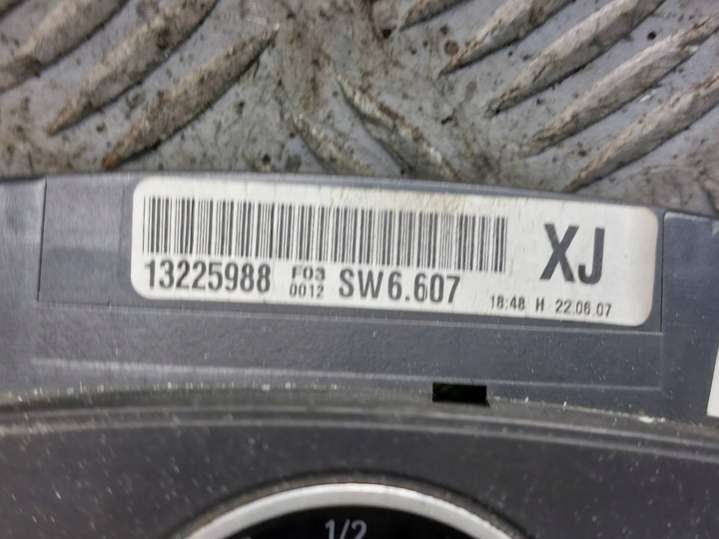 XJ
13225988 F03 0012 SW6.607
18:48 H 22.06.07
1/2